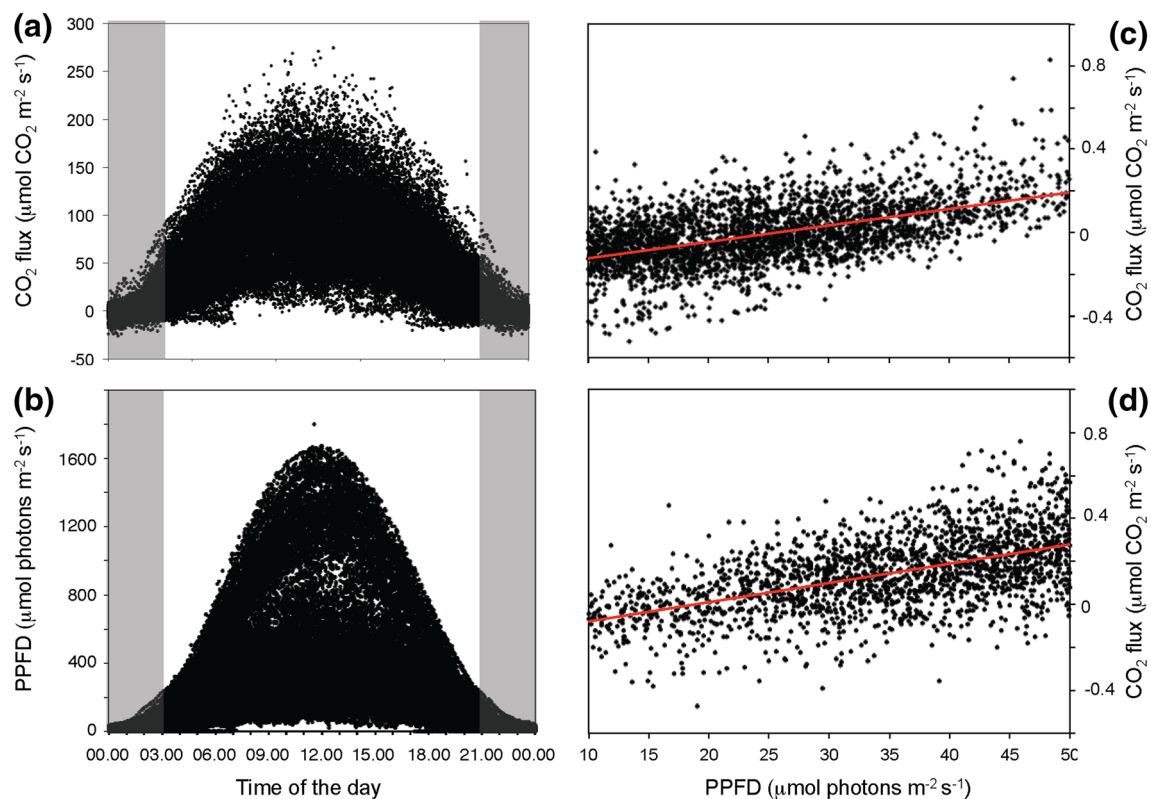 (a)
300
250
200
150
100
50
0
-50
CO2 flux (μmol CO2 m-2 s-1)
(b)
1600
1200
800
400
0
PPFD (μmol photons m-2 s-1)
00.00 03.00 06.00 09.00 12.00 15.00 18.00 21.00 00.00
Time of the day
(c)
0.8
0.4
0
-0.4
CO2 flux (μmol CO2 m-2 s-1)
(d)
0.8
0.4
0
-0.4
CO2 flux (μmol CO2 m-2 s-1)
10 15 20 25 30 35 40 45 50
PPFD (μmol photons m-2 s-1)